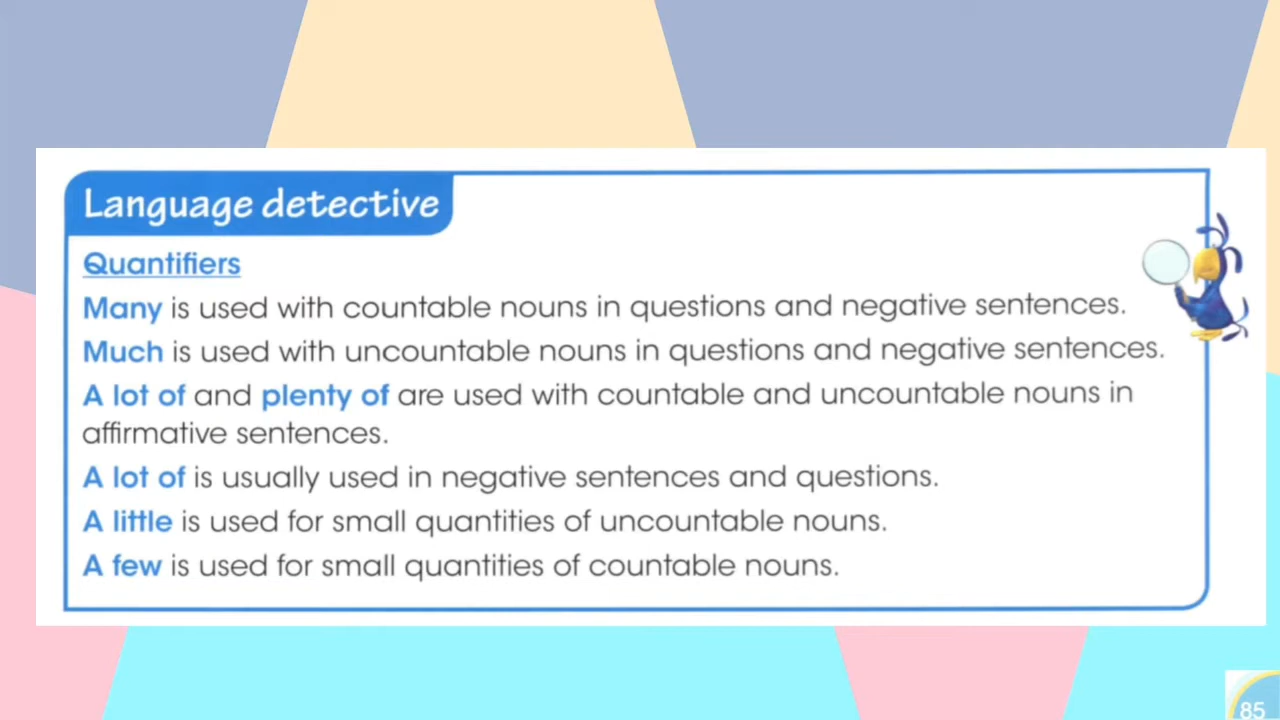 Language detective
Quantifiers
Many is used with countable nouns in questions and negative sentences.
Much is used with uncountable nouns in questions and negative sentences.
A lot of and plenty of are used with countable and uncountable nouns in
affirmative sentences.
A lot of is usually used in negative sentences and questions.
A little is used for small quantities of uncountable nouns.
A few is used for small quantities of countable nouns.
85